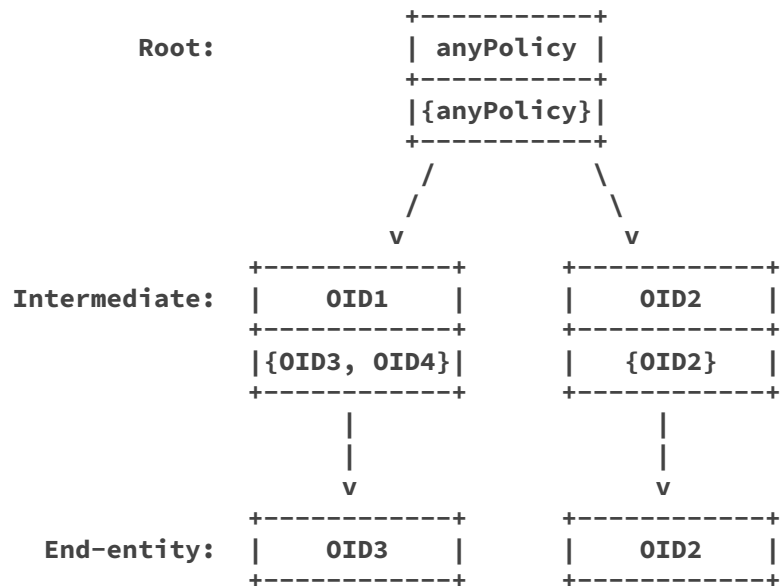 +-----------+
        Root:            | anyPolicy |
                         +-----------+
                         |{anyPolicy}|
                         +-----------+
                          /         \
                         /           \
                        v             v
               +------------+      +------------+
Intermediate:  |    OID1    |      |    OID2    |
               +------------+      +------------+
               |{OID3, OID4}|      |   {OID2}   |
               +------------+      +------------+
                     |                   |
                     |                   |
                     v                   v
               +------------+      +------------+
  End-entity:  |    OID3    |      |    OID2    |
               +------------+      +------------+